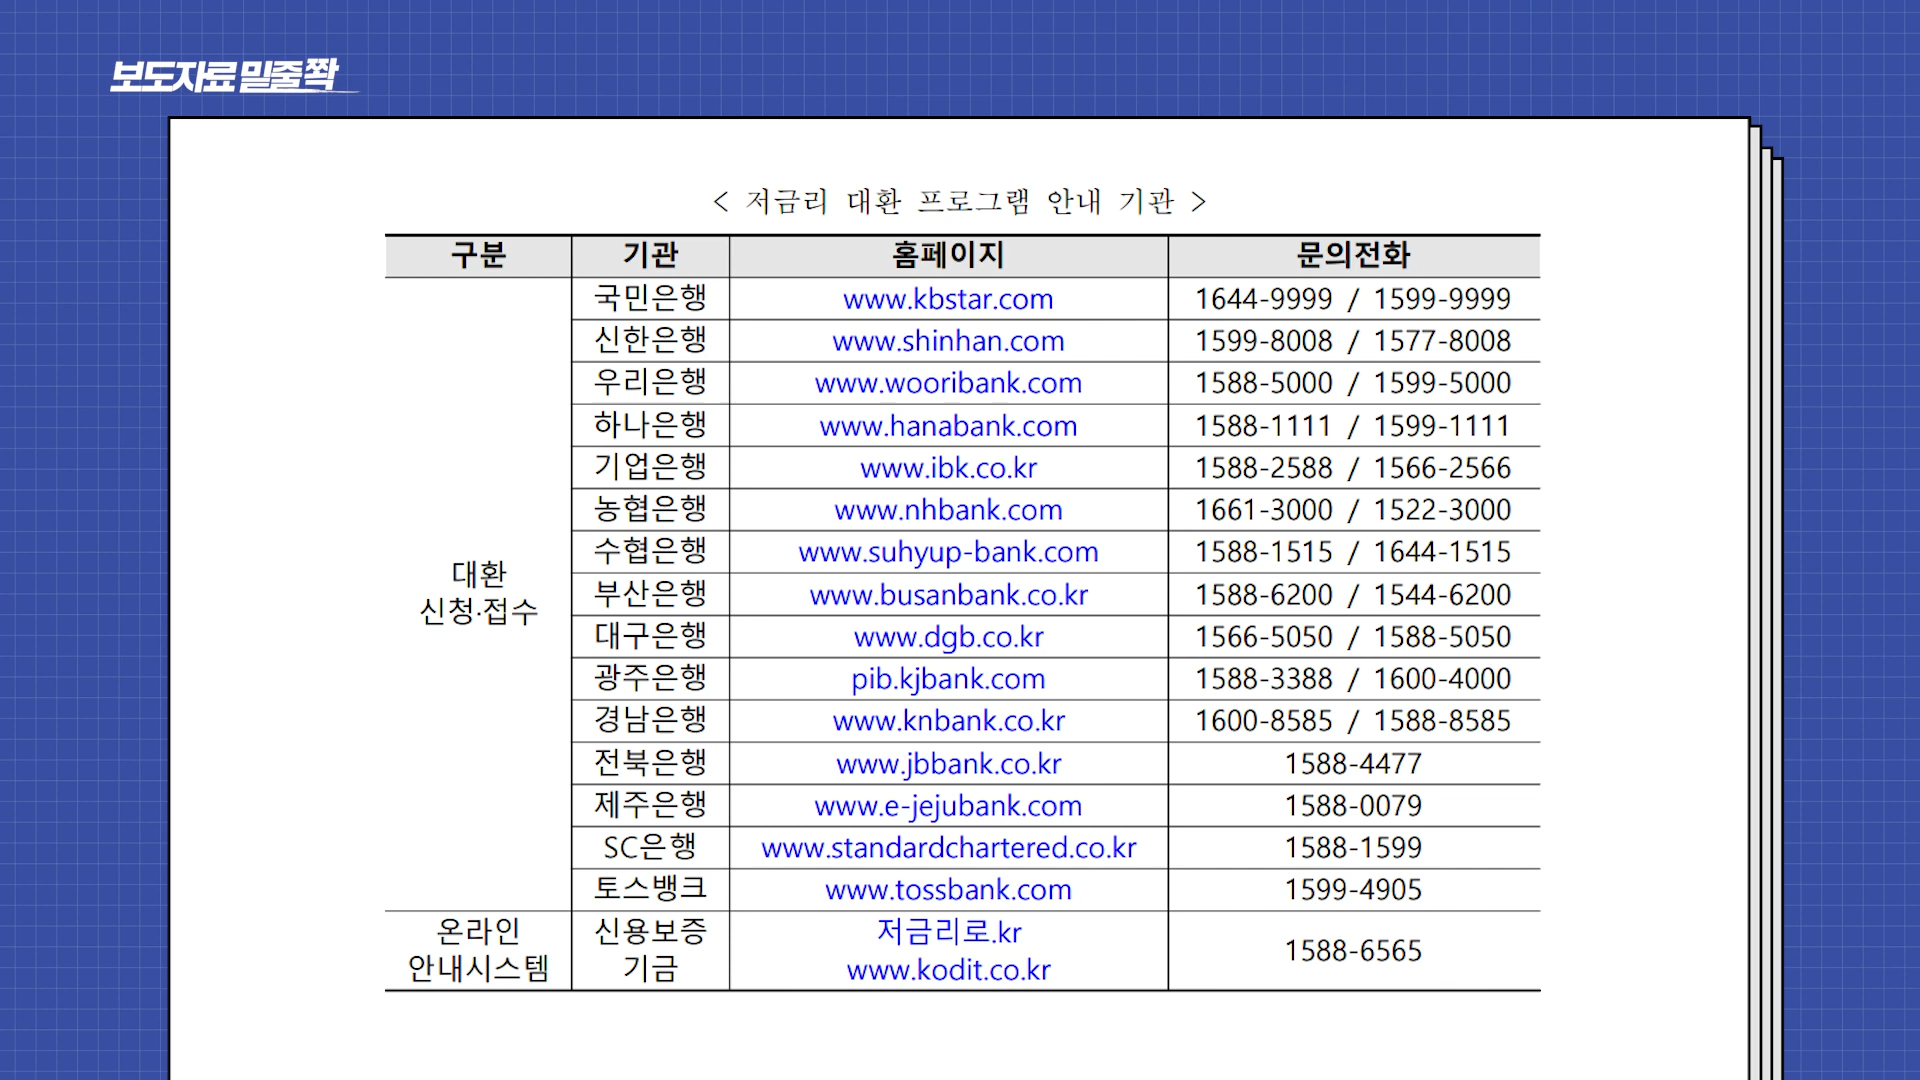 보도자료 밑줄쫙
< 저금리 대환 프로그램 안내 기관 >
구분 기관 홈페이지 문의전화
대환
신청·접수
국민은행 www.kbstar.com 1644-9999 / 1599-9999
신한은행 www.shinhan.com 1599-8008 / 1577-8008
우리은행 www.wooribank.com 1588-5000 / 1599-5000
하나은행 www.hanabank.com 1588-1111 / 1599-1111
기업은행 www.ibk.co.kr 1588-2588 / 1566-2566
농협은행 www.nhbank.com 1661-3000 / 1522-3000
수협은행 www.suhyup-bank.com 1588-1515 / 1644-1515
부산은행 www.busanbank.co.kr 1588-6200 / 1544-6200
대구은행 www.dgb.co.kr 1566-5050 / 1588-5050
광주은행 pib.kjbank.com 1588-3388 / 1600-4000
경남은행 www.knbank.co.kr 1600-8585 / 1588-8585
전북은행 www.jbbank.co.kr 1588-4477
제주은행 www.e-jejubank.com 1588-0079
SC은행 www.standardchartered.co.kr 1588-1599
토스뱅크 www.tossbank.com 1599-4905
온라인
안내시스템
신용보증
기금
저금리로.kr
www.kodit.co.kr
1588-6565